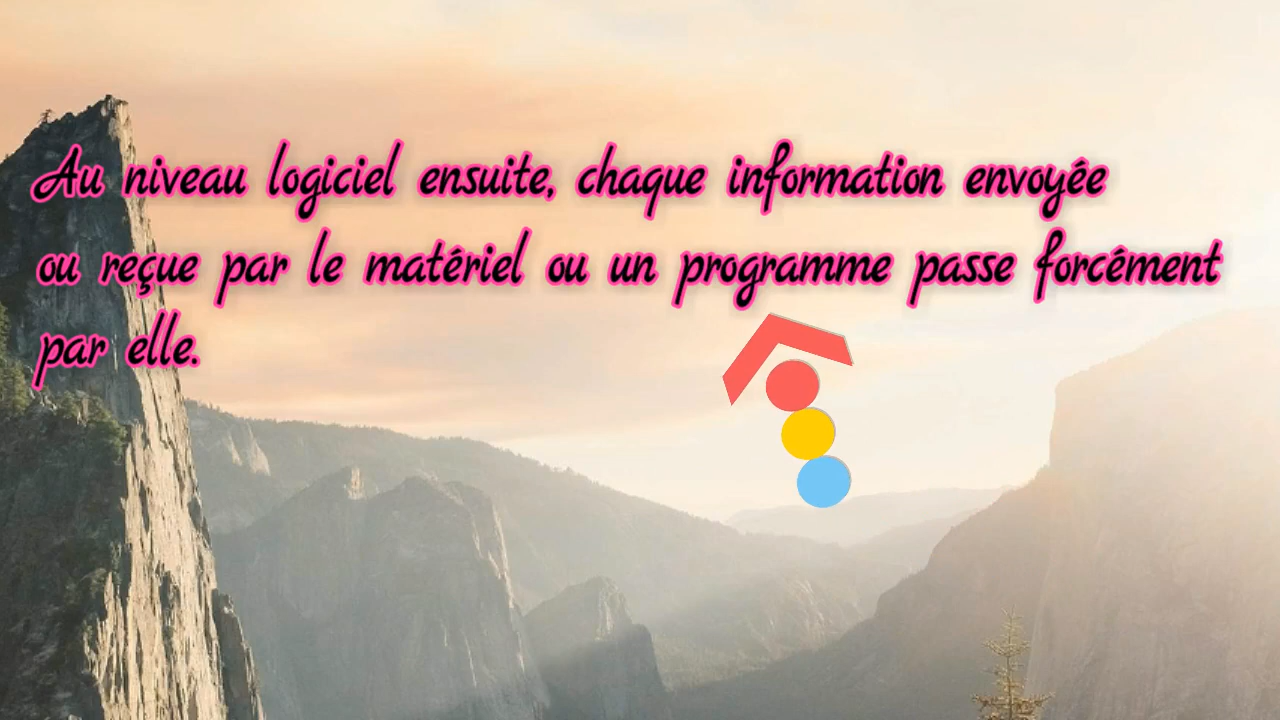 Au niveau logiciel ensuite, chaque information envoyée
ou reçue par le matériel ou un programme passe forcément
par elle.